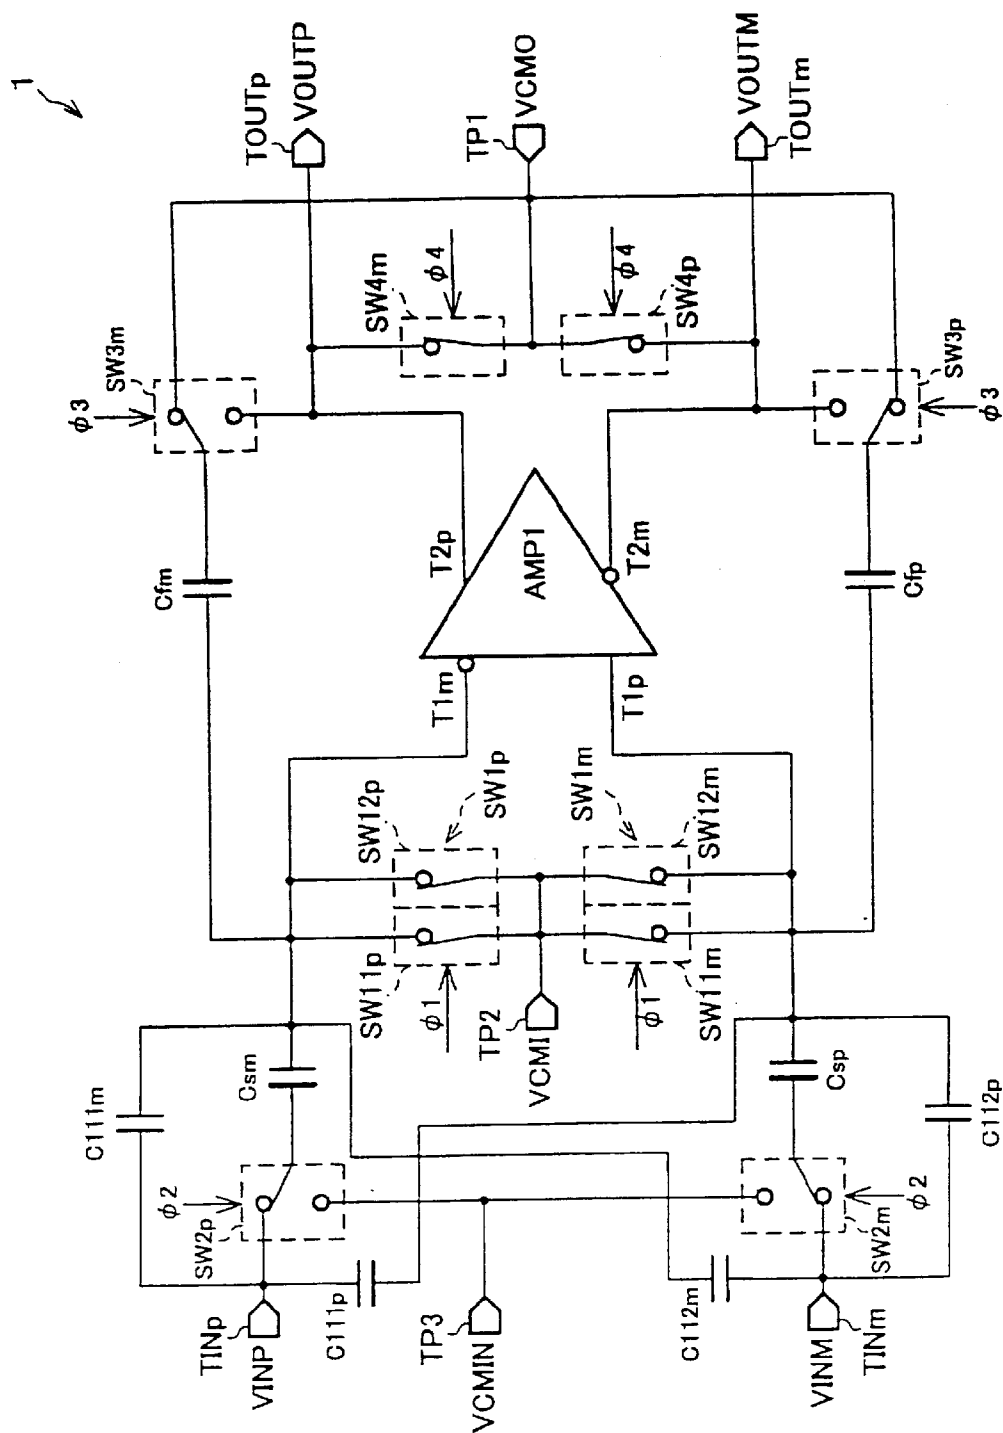 1
TOUTp
VOUTP
TP1
VCMO
VOUTM
TOUTm
SW3m
φ3
SW4m
φ4
φ4
SW4p
SW3p
φ3
Cfm
T2p
AMP1
T2m
Cfp
T1m
T1p
SW12p
SW1p
SW1m
SW12m
SW11p
φ1
TP2
VCMI
φ1
SW11m
C111m
Csm
Csp
C112p
φ2
SW2p
φ2
SW2m
TINp
VINP
C111p
TP3
VCMIN
C112m
VINM
TINm